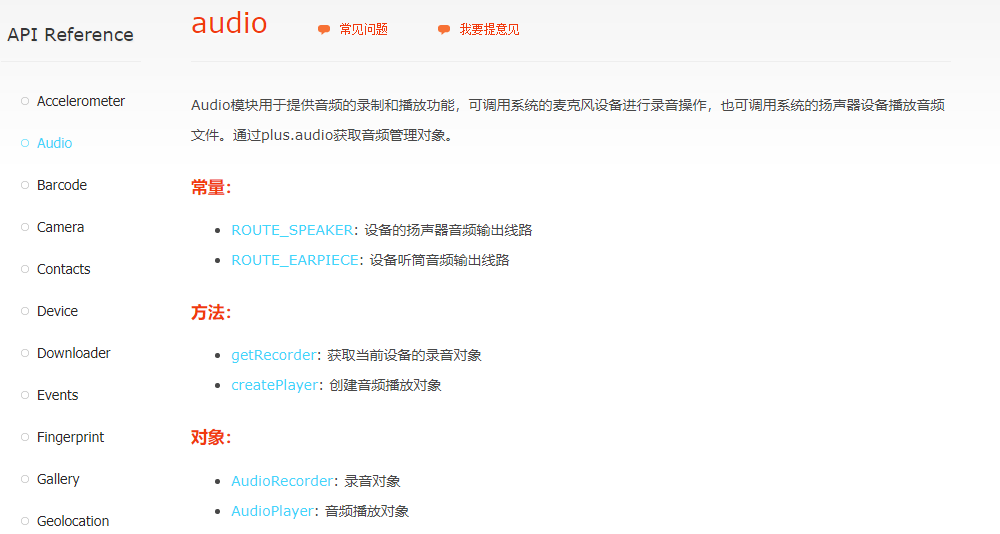 API Reference
Accelerometer
Audio
Barcode
Camera
Contacts
Device
Downloader
Events
Fingerprint
Gallery
Geolocation
audio
常见问题
我要提意见
Audio模块用于提供音频的录制和播放功能，可调用系统的麦克风设备进行录音操作，也可调用系统的扬声器设备播放音频
文件。通过plus.audio获取音频管理对象。
常量：
ROUTE_SPEAKER: 设备的扬声器音频输出线路
ROUTE_EARPIECE: 设备听筒音频输出线路
方法：
getRecorder: 获取当前设备的录音对象
createPlayer: 创建音频播放对象
对象：
AudioRecorder: 录音对象
AudioPlayer: 音频播放对象